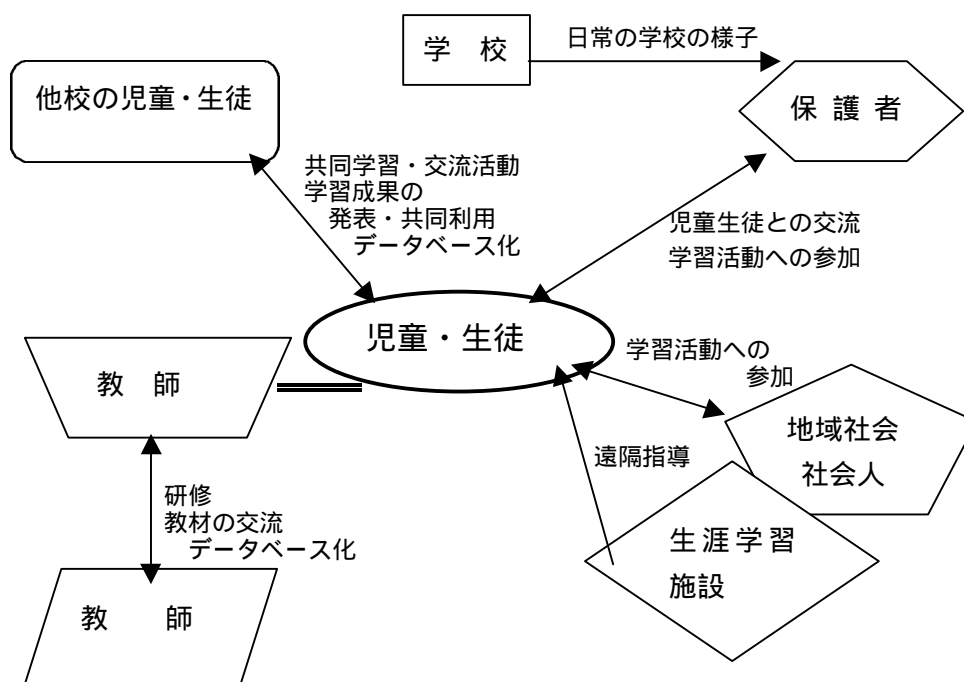 学　校
日常の学校の様子
他校の児童・生徒
保 護 者
共同学習・交流活動
学習成果の
発表・共同利用
データベース化
児童生徒との交流
学習活動への参加
児童・生徒
教　師
学習活動への
参加
地域社会
社会人
遠隔指導
研修
教材の交流
データベース化
生涯学習
施設
教　師